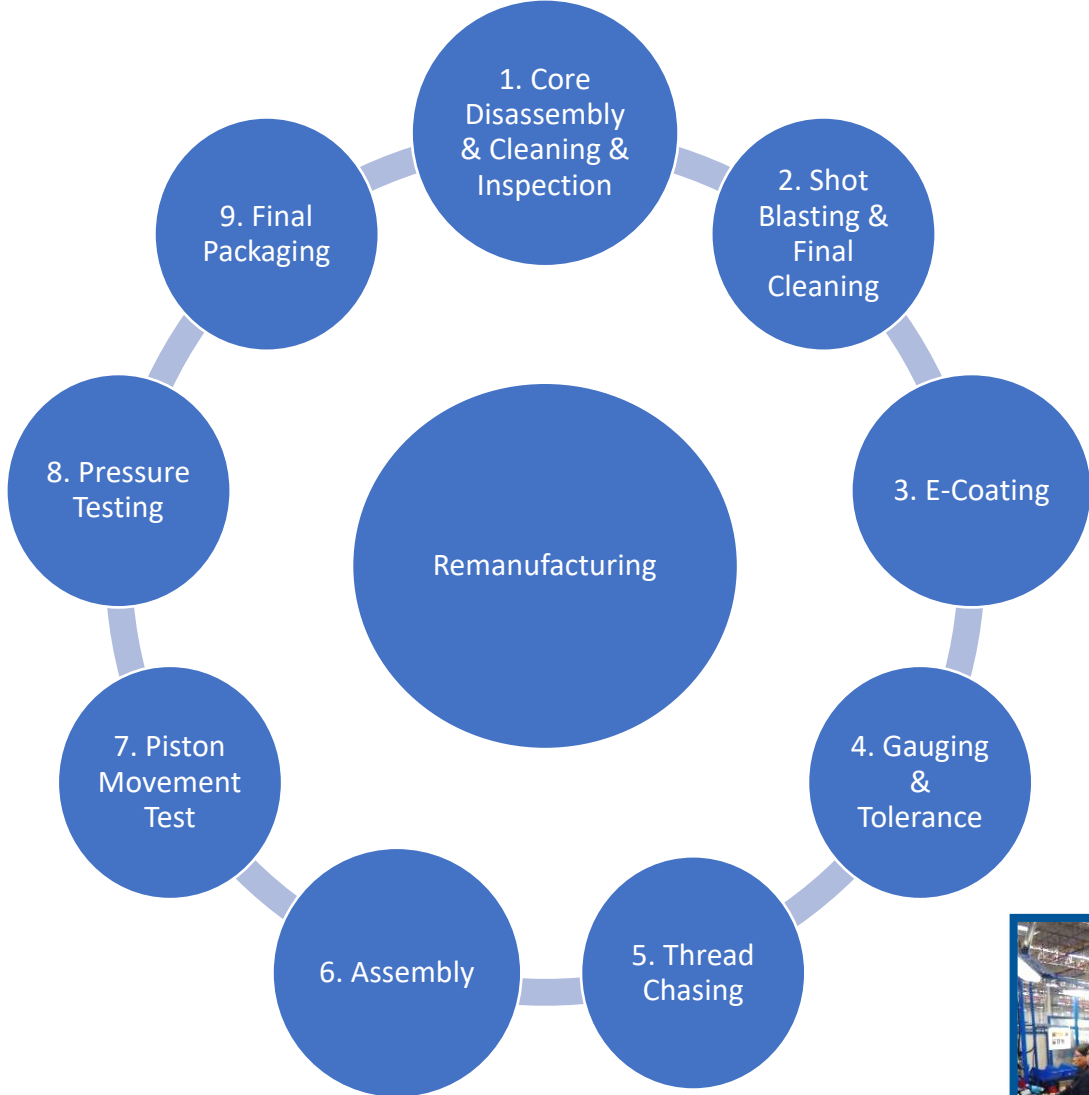 1. Core
Disassembly
& Cleaning &
Inspection
2. Shot
Blasting &
Final
Cleaning
3. E-Coating
4. Gauging
&
Tolerance
5. Thread
Chasing
6. Assembly
7. Piston
Movement
Test
8. Pressure
Testing
9. Final
Packaging
Remanufacturing